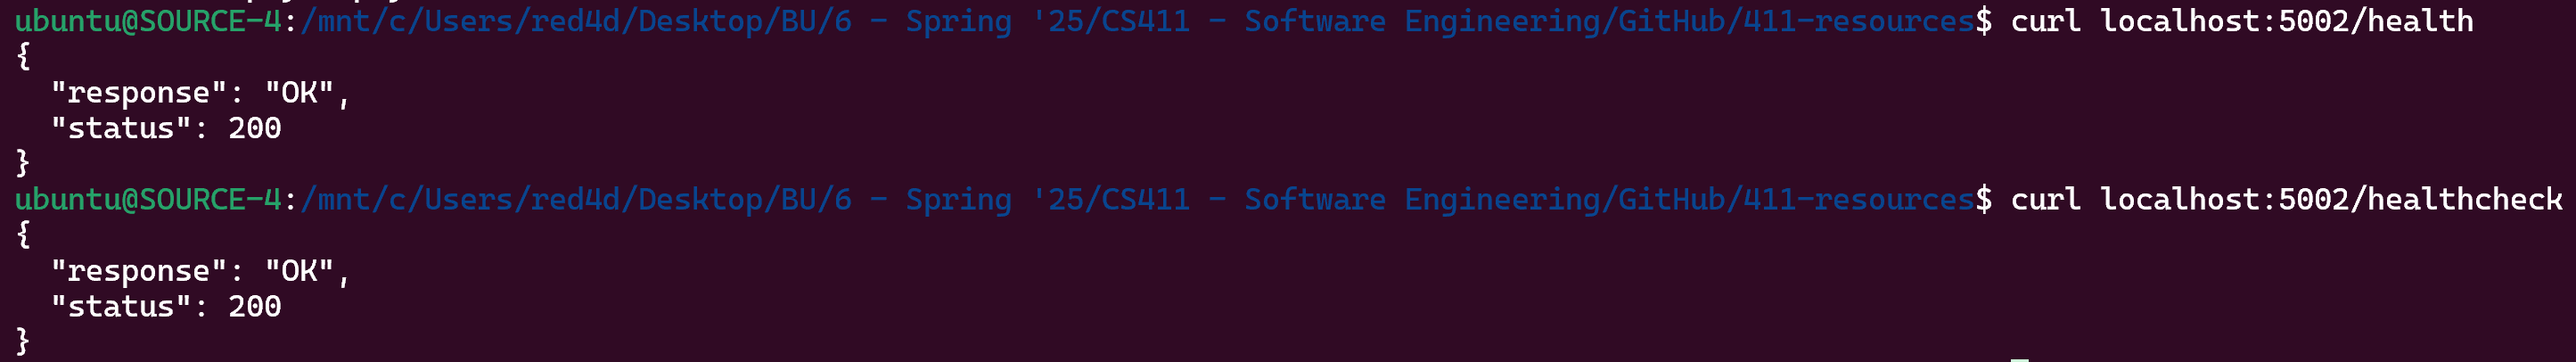 ubuntu@SOURCE-4:/mnt/c/Users/red4d/Desktop/BU/6 - Spring '25/CS411 - Software Engineering/GitHub/411-resources$ curl localhost:5002/health
{
  "response": "OK",
  "status": 200
}
ubuntu@SOURCE-4:/mnt/c/Users/red4d/Desktop/BU/6 - Spring '25/CS411 - Software Engineering/GitHub/411-resources$ curl localhost:5002/healthcheck
{
  "response": "OK",
  "status": 200
}